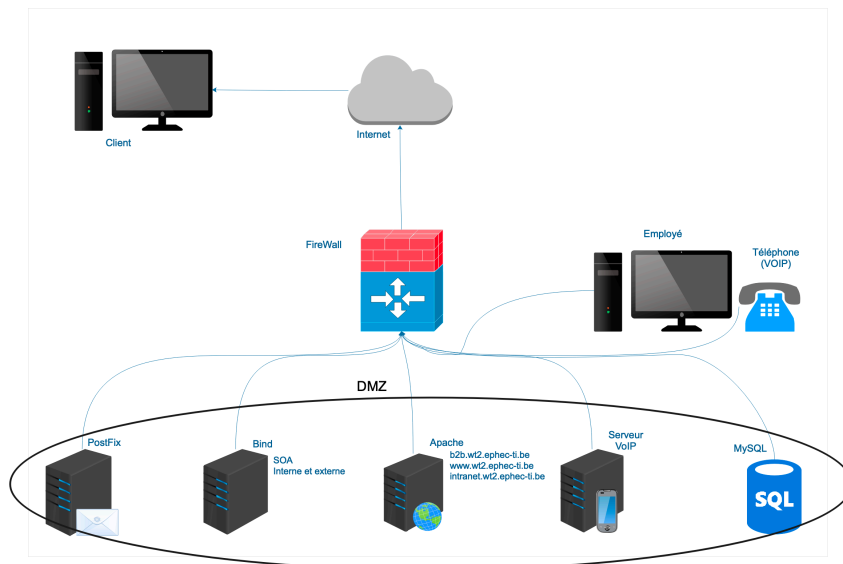 Client
Internet
FireWall
Employé
Téléphone
(VOIP)
DMZ
PostFix
Bind
SOA
Interne et externe
Apache
b2b.wt2.ephec-ti.be
www.wt2.ephec-ti.be
intranet.wt2.ephec-ti.be
Serveur
VoIP
MySQL
SQL